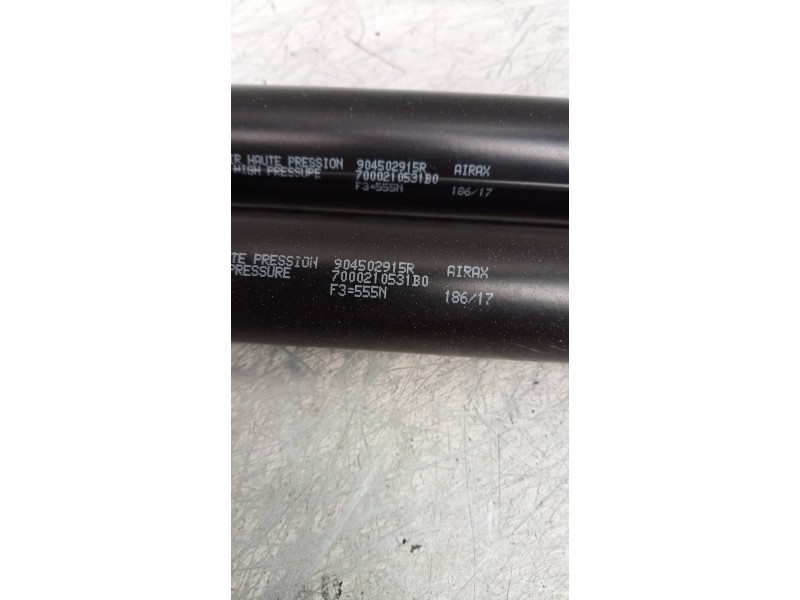 HAUTE PRESSION 904502915R AIRAX
HIGH PRESSURE 7000210531B0
F3=555N 186/17
PRESSION 904502915R AIRAX
PRESSURE 7000210531B0
F3=555N 186/17